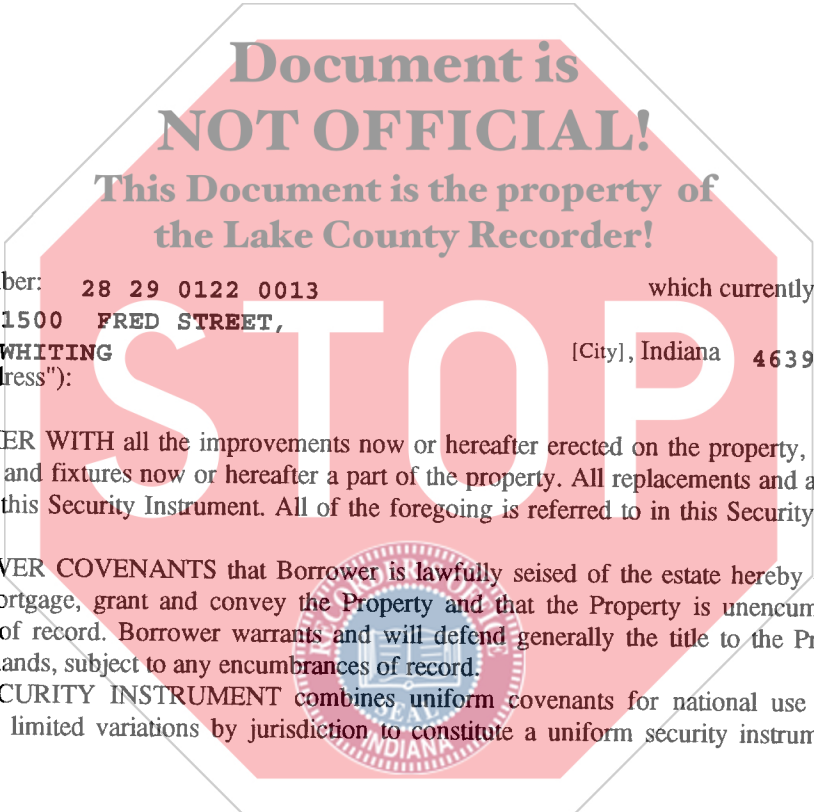 Document is
NOT OFFICIAL!
This Document is the property of
the Lake County Recorder!
ber: 28 29 0122 0013 which currently
1500 FRED STREET,
WHITING [City], Indiana 4639
ress"):
STOP
ER WITH all the improvements now or hereafter erected on the property,
and fixtures now or hereafter a part of the property. All replacements and a
this Security Instrument. All of the foregoing is referred to in this Security
VER COVENANTS that Borrower is lawfully seised of the estate hereby
ortgage, grant and convey the Property and that the Property is unencum
of record. Borrower warrants and will defend generally the title to the Pr
ands, subject to any encumbrances of record.
CURITY INSTRUMENT combines uniform covenants for national use
limited variations by jurisdiction to constitute a uniform security instrum
RECORDER'S OFFICE
SEAL
INDIANA